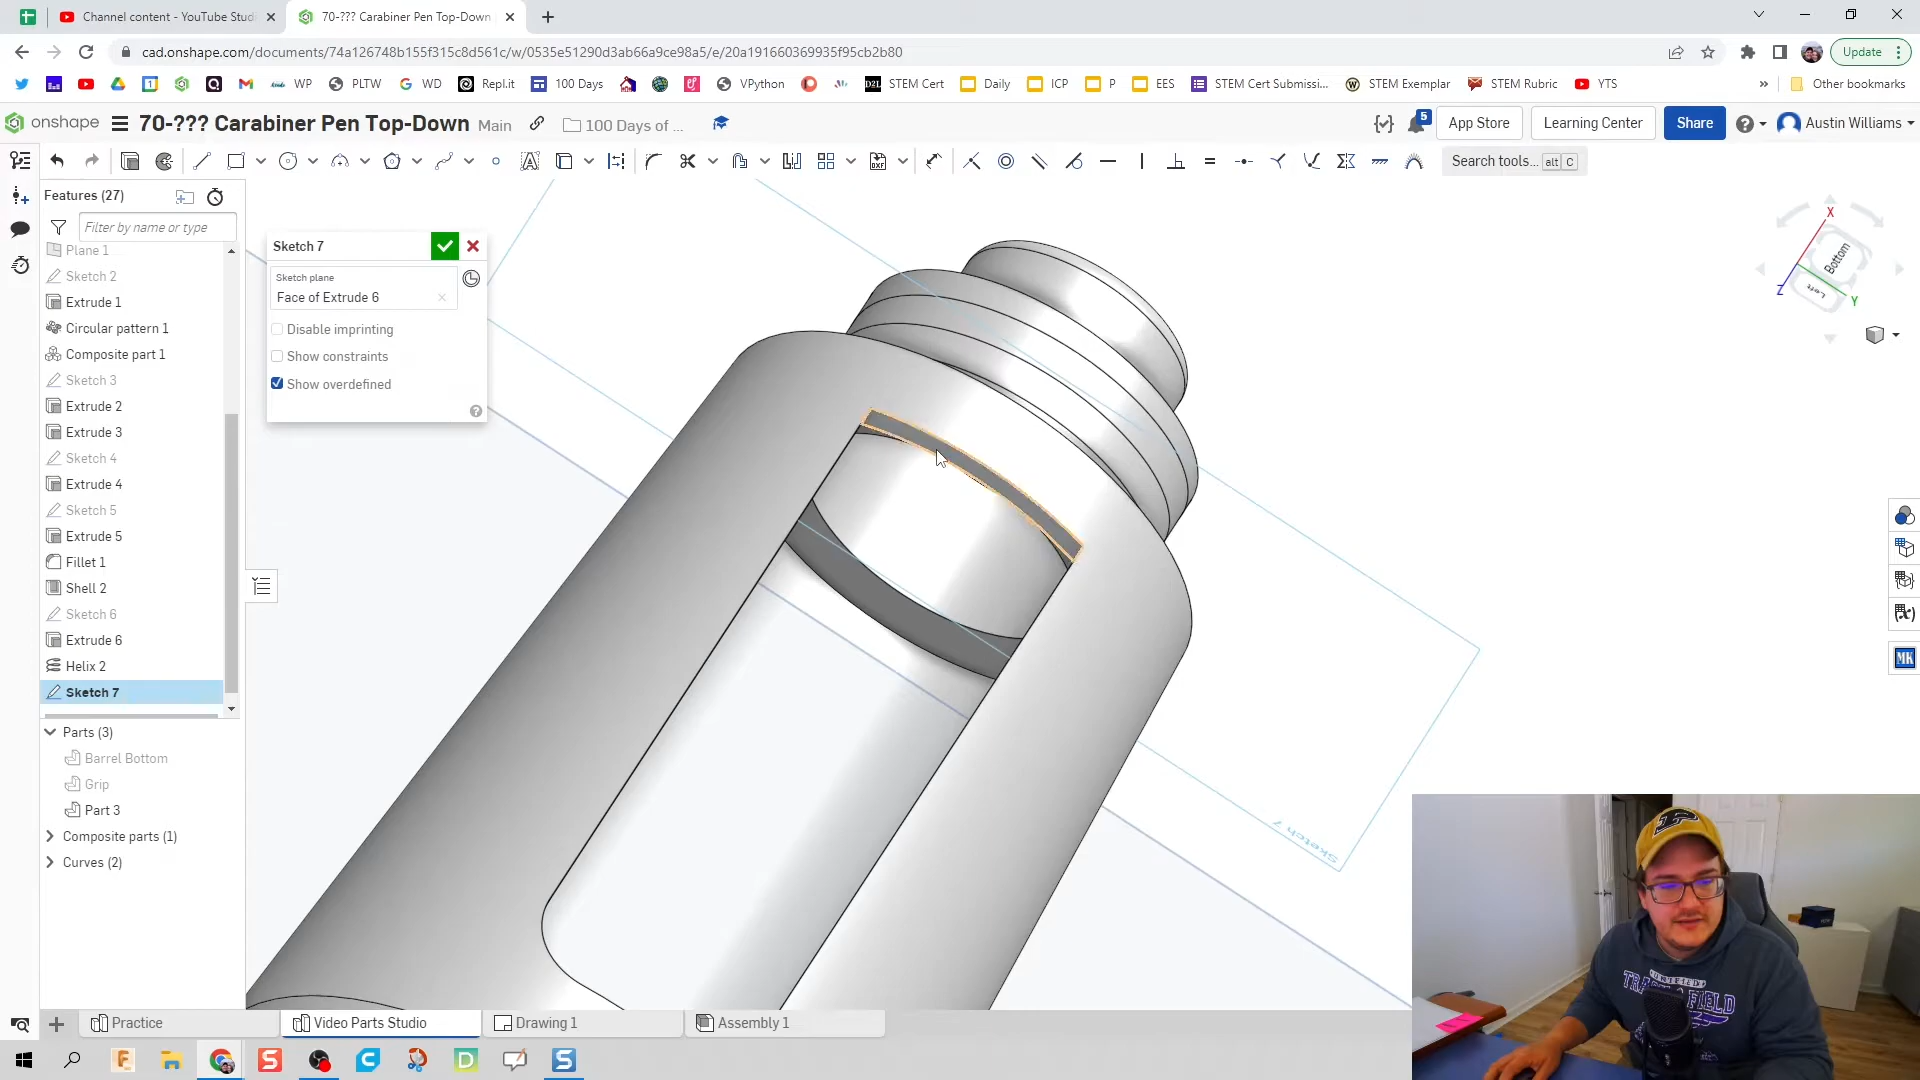 Channel content - YouTube Stud
70-??? Carabiner Pen Top-Down
cad.onshape.com/documents/74a126748b155f315c8d561c/w/0535e51290d3ab66a9ce98a5/e/20a191660369935f95cb2b80
Update
WP
PLTW
WD
Repl.it
100 Days
VPython
STEM Cert
Daily
ICP
P
EES
STEM Cert Submissi...
STEM Exemplar
STEM Rubric
YTS
Other bookmarks
onshape
70-??? Carabiner Pen Top-Down
Main
100 Days of ...
5
App Store
Learning Center
Share
Austin Williams
Search tools... alt C
Features (27)
Filter by name or type
Plane 1
Sketch 2
Extrude 1
Circular pattern 1
Composite part 1
Sketch 3
Extrude 2
Extrude 3
Sketch 4
Extrude 4
Sketch 5
Extrude 5
Fillet 1
Shell 2
Sketch 6
Extrude 6
Helix 2
Sketch 7
Parts (3)
Barrel Bottom
Grip
Part 3
Composite parts (1)
Curves (2)
Sketch 7
Sketch plane
Face of Extrude 6
Disable imprinting
Show constraints
Show overdefined
X
Bottom
Left
Z
Y
Sketch 7
MK
Practice
Video Parts Studio
Drawing 1
Assembly 1